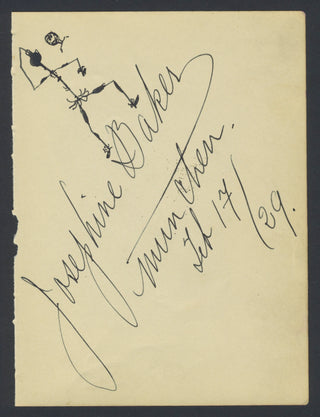 Josephine Baker
München.
Feb 17/29.